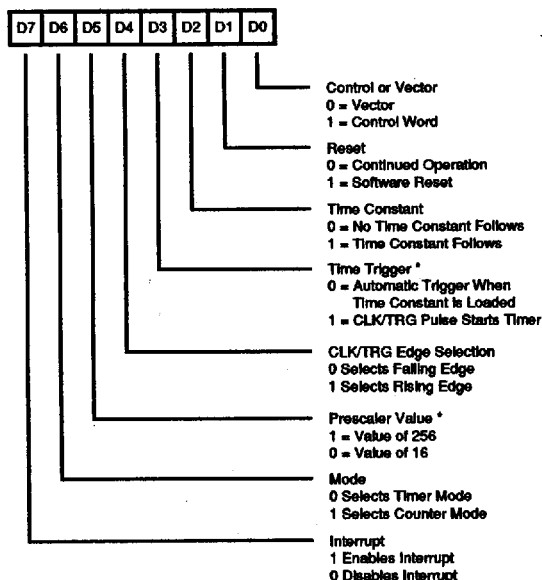 D7 D6 D5 D4 D3 D2 D1 D0
Control or Vector
0 = Vector
1 = Control Word
Reset
0 = Continued Operation
1 = Software Reset
Time Constant
0 = No Time Constant Follows
1 = Time Constant Follows
Time Trigger *
0 = Automatic Trigger When
Time Constant is Loaded
1 = CLK/TRG Pulse Starts Timer
CLK/TRG Edge Selection
0 Selects Falling Edge
1 Selects Rising Edge
Prescaler Value *
1 = Value of 256
0 = Value of 16
Mode
0 Selects Timer Mode
1 Selects Counter Mode
Interrupt
1 Enables Interrupt
0 Disables Interrupt